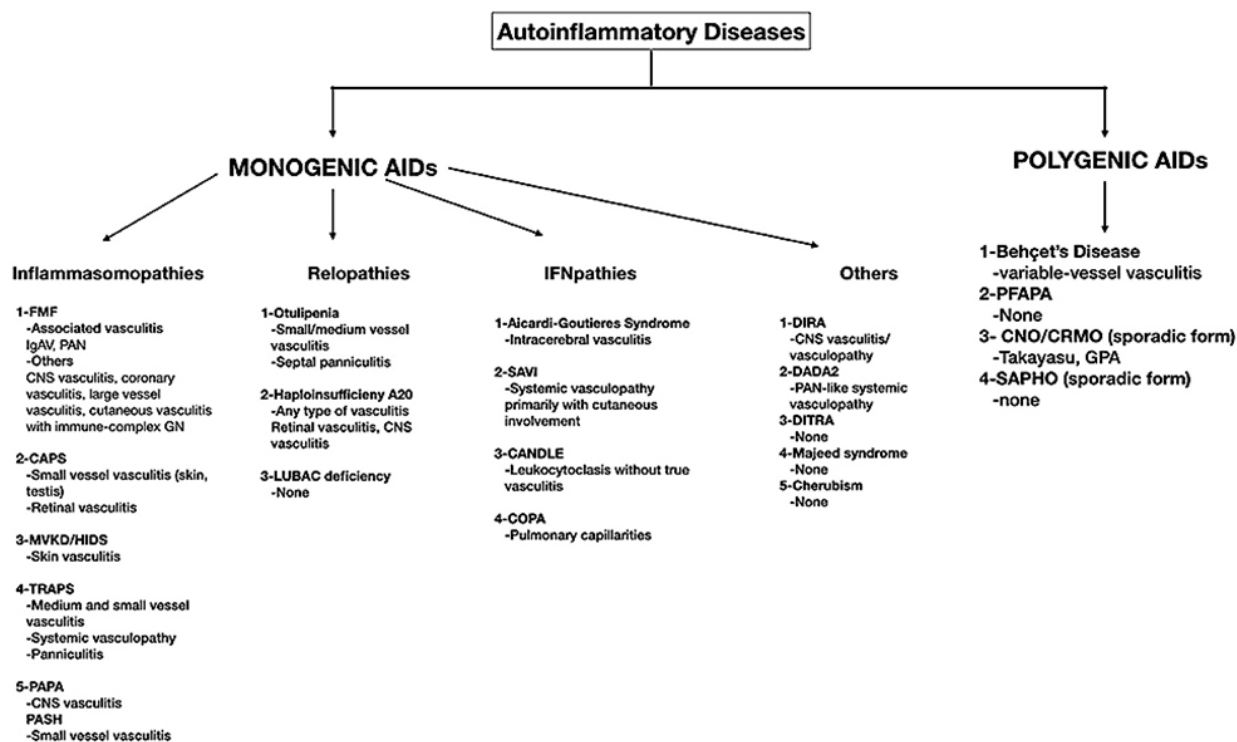 Autoinflammatory Diseases
MONOGENIC AIDs
POLYGENIC AIDs
Inflammasomopathies
1-FMF
-Associated vasculitis
IgAV, PAN
-Others
CNS vasculitis, coronary
vasculitis, large vessel
vasculitis, cutaneous vasculitis
with immune-complex GN
2-CAPS
-Small vessel vasculitis (skin,
testis)
-Retinal vasculitis
3-MVKD/HIDS
-Skin vasculitis
4-TRAPS
-Medium and small vessel
vasculitis
-Systemic vasculopathy
-Panniculitis
5-PAPA
-CNS vasculitis
PASH
-Small vessel vasculitis
Relopathies
1-Otulipenia
-Small/medium vessel
vasculitis
-Septal panniculitis
2-Haploinsufficieny A20
-Any type of vasculitis
Retinal vasculitis, CNS
vasculitis
3-LUBAC deficiency
-None
IFNpathies
1-Aicardi-Goutieres Syndrome
-Intracerebral vasculitis
2-SAVI
-Systemic vasculopathy
primarily with cutaneous
involvement
3-CANDLE
-Leukocytoclasis without true
vasculitis
4-COPA
-Pulmonary capillarities
Others
1-DIRA
-CNS vasculitis/
vasculopathy
2-DADA2
-PAN-like systemic
vasculopathy
3-DITRA
-None
4-Majeed syndrome
-None
5-Cherubism
-None
1-Behçet's Disease
-variable-vessel vasculitis
2-PFAPA
-None
3- CNO/CRMO (sporadic form)
-Takayasu, GPA
4-SAPHO (sporadic form)
-none